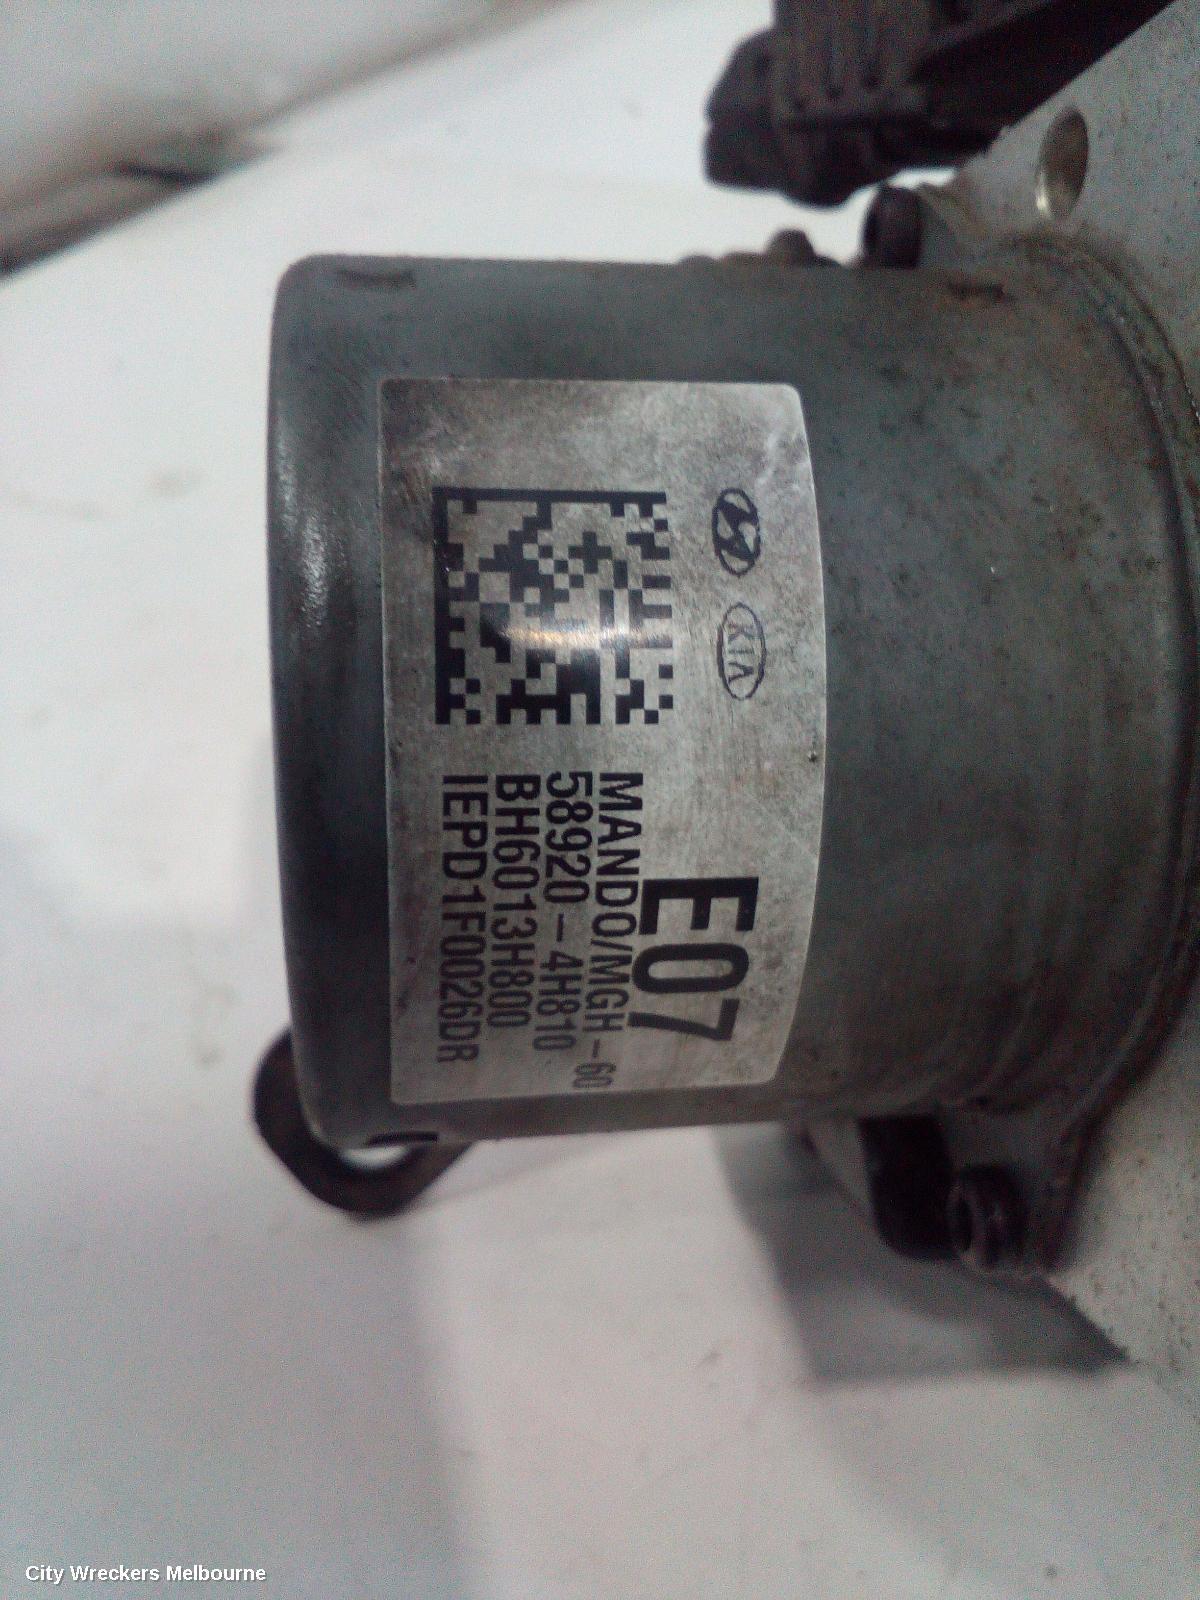 KIA
E07
MANDO/MGH-60
58920-4H810
BH6013H800
IEPD1F0026DR
City Wreckers Melbourne